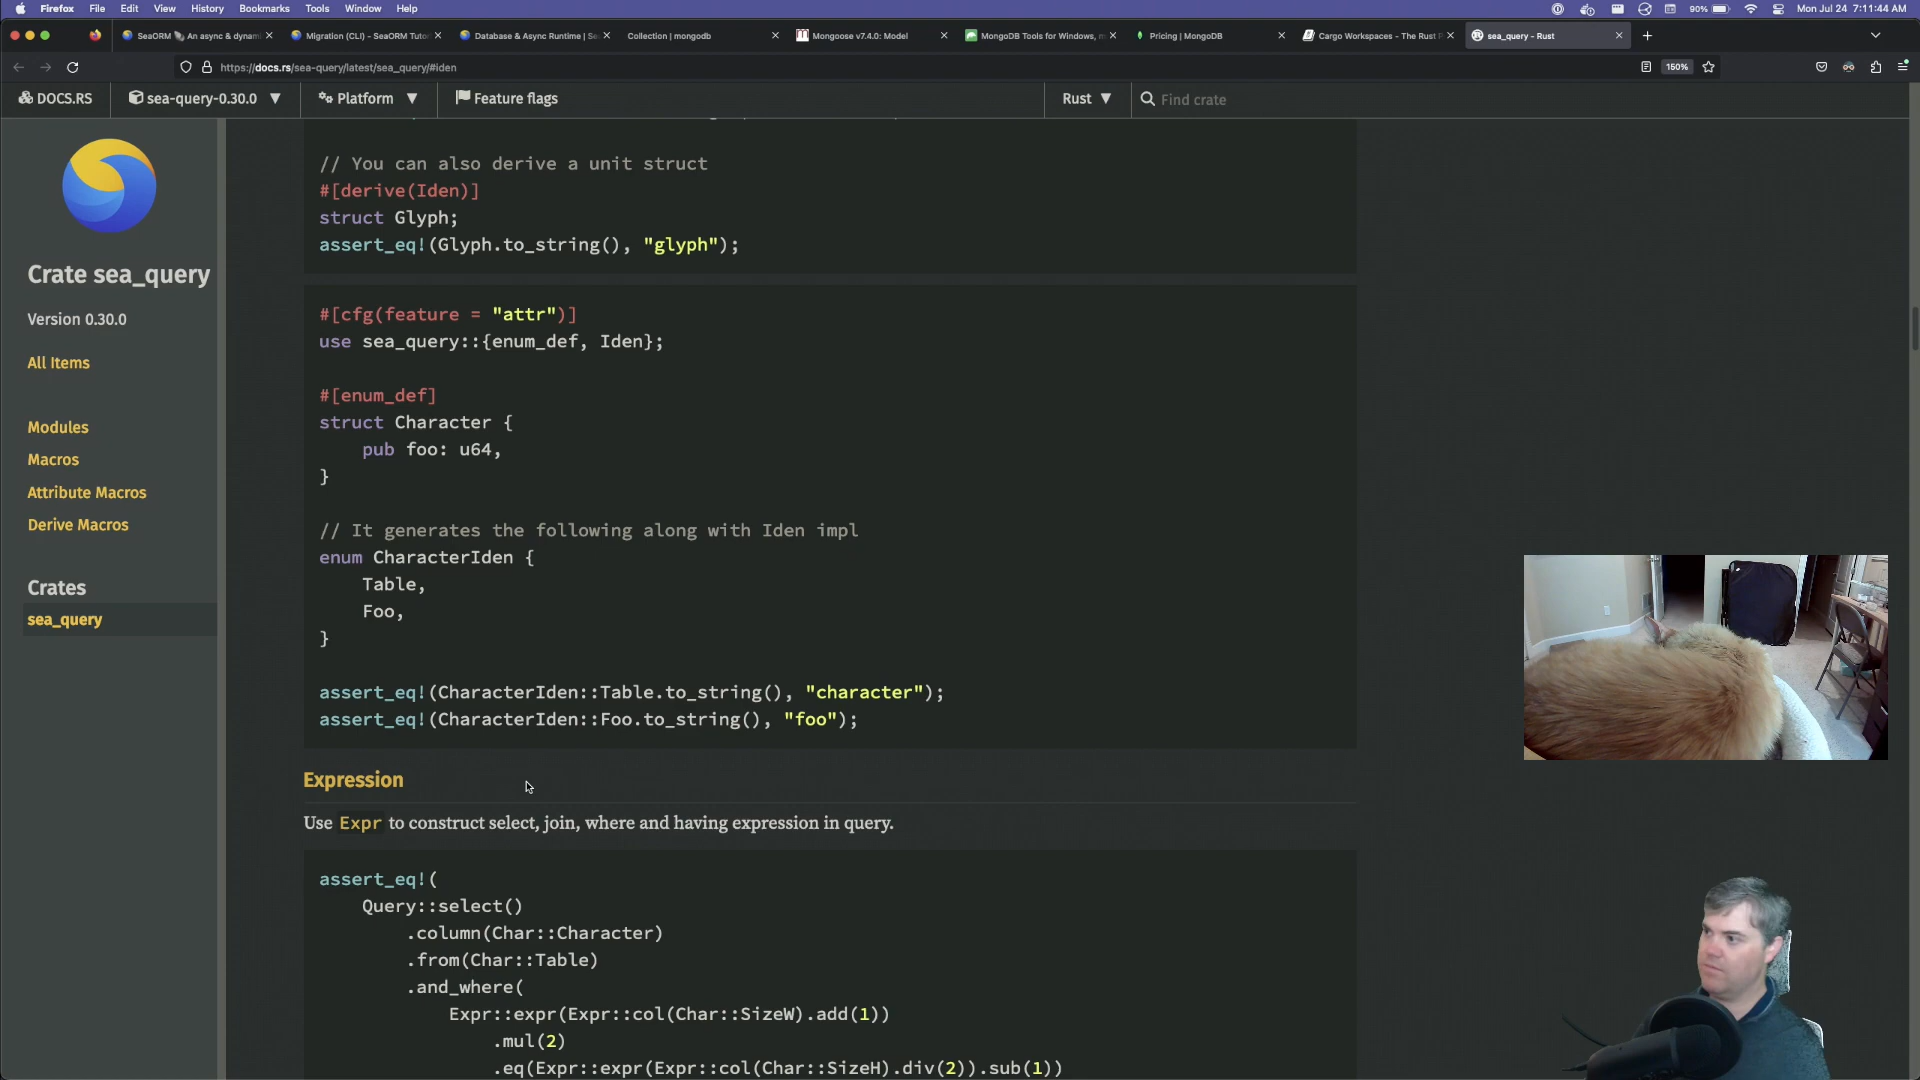 Firefox File Edit View History Bookmarks Tools Window Help 90% Mon Jul 24 7:11:44 AM
SeaORM An async & dynam × Migration (CLI) – SeaORM Tuto × Database & Async Runtime | Se × Collection | mongodb × Mongoose v7.4.0: Model × MongoDB Tools for Windows, m × Pricing | MongoDB × Cargo Workspaces - The Rust P × sea_query - Rust × +
https://docs.rs/sea-query/latest/sea_query/#iden 150%
DOCS.RS sea-query-0.30.0 Platform Feature flags Rust Find crate
Crate sea_query
Version 0.30.0
All Items
Modules
Macros
Attribute Macros
Derive Macros
Crates
sea_query
// You can also derive a unit struct
#[derive(Iden)]
struct Glyph;
assert_eq!(Glyph.to_string(), "glyph");
#[cfg(feature = "attr")]
use sea_query::{enum_def, Iden};
#[enum_def]
struct Character {
pub foo: u64,
}
// It generates the following along with Iden impl
enum CharacterIden {
Table,
Foo,
}
assert_eq!(CharacterIden::Table.to_string(), "character");
assert_eq!(CharacterIden::Foo.to_string(), "foo");
Expression
Use Expr to construct select, join, where and having expression in query.
assert_eq!(
Query::select()
.column(Char::Character)
.from(Char::Table)
.and_where(
Expr::expr(Expr::col(Char::SizeW).add(1))
.mul(2)
.eq(Expr::expr(Expr::col(Char::SizeH).div(2)).sub(1))